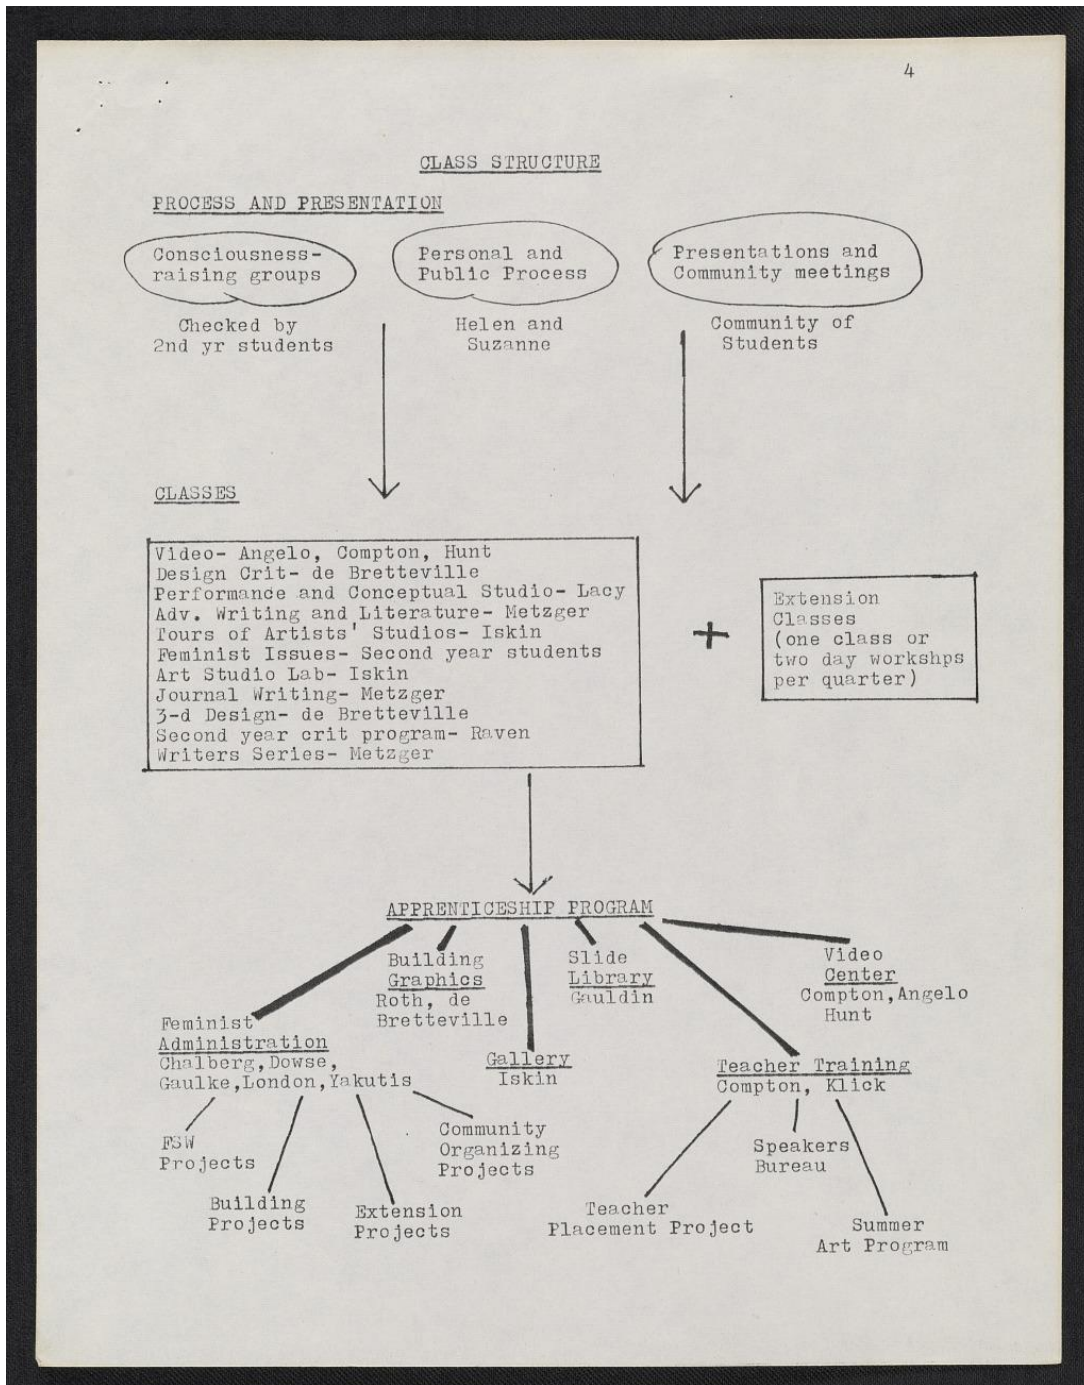 4
CLASS STRUCTURE
PROCESS AND PRESENTATION
Consciousness-
raising groups
Personal and
Public Process
Presentations and
Community meetings
Checked by
2nd yr students
Helen and
Suzanne
Community of
Students
CLASSES
Video- Angelo, Compton, Hunt
Design Crit- de Bretteville
Performance and Conceptual Studio- Lacy
Adv. Writing and Literature- Metzger
Tours of Artists' Studios- Iskin
Feminist Issues- Second year students
Art Studio Lab- Iskin
Journal Writing- Metzger
3-d Design- de Bretteville
Second year crit program- Raven
Writers Series- Metzger
+
Extension
Classes
(one class or
two day workshps
per quarter)
APPRENTICESHIP PROGRAM
Feminist
Administration
Chalberg,Dowse,
Gaulke,London,Yakutis
Building
Graphics
Roth, de
Bretteville
Gallery
Iskin
Slide
Library
Gauldin
Teacher Training
Compton, Klick
Video
Center
Compton,Angelo
Hunt
FSW
Projects
Building
Projects
Extension
Projects
Community
Organizing
Projects
Teacher
Placement Project
Speakers
Bureau
Summer
Art Program